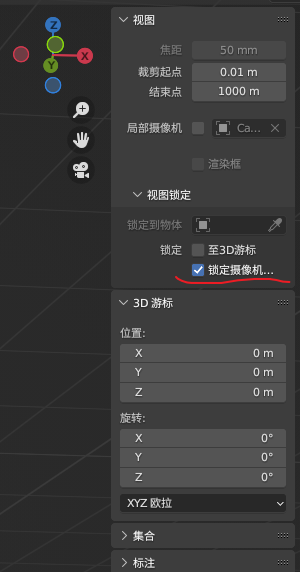 Z
X
Y
视图
焦距 50 mm
裁剪起点 0.01 m
结束点 1000 m
局部摄像机 Ca...
渲染框
视图锁定
锁定到物体
锁定 至3D游标
锁定摄像机...
3D 游标
位置:
X 0 m
Y 0 m
Z 0 m
旋转:
X 0°
Y 0°
Z 0°
XYZ 欧拉
集合
标注